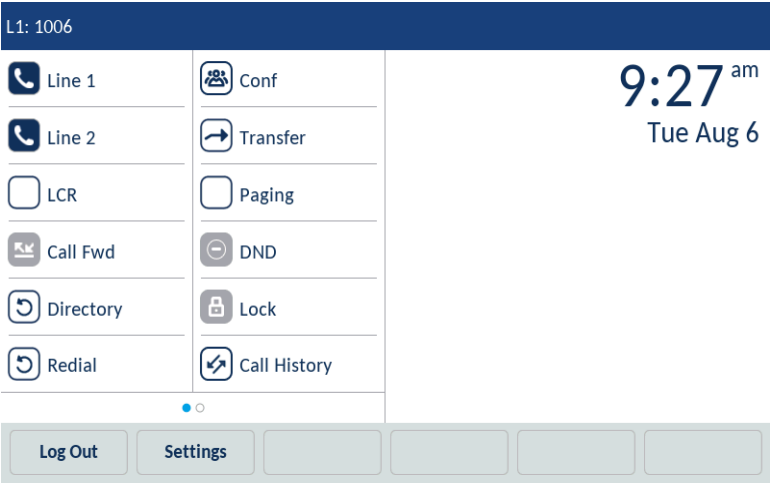 L1: 1006
Line 1
Conf
Line 2
Transfer
LCR
Paging
Call Fwd
DND
Directory
Lock
Redial
Call History
9:27 am
Tue Aug 6
Log Out
Settings